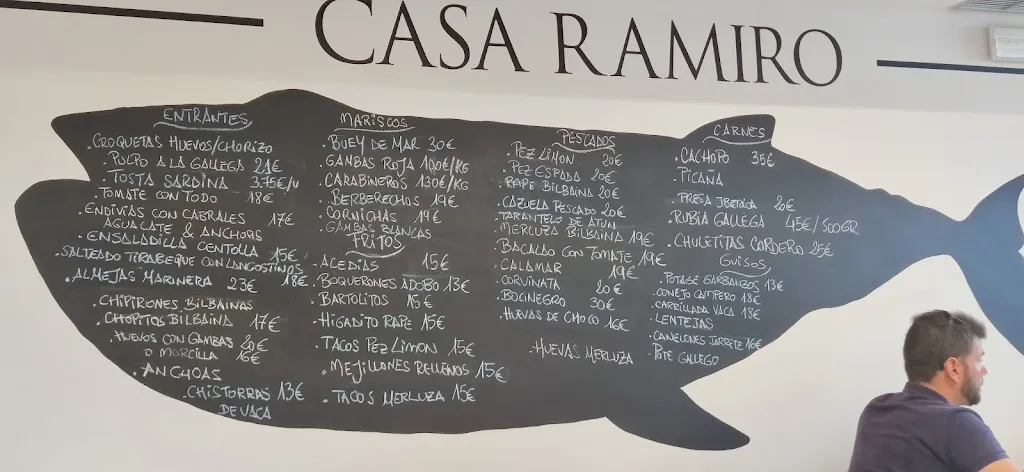 CASA RAMIRO
ENTRANTES
.CROQUETAS HUEVOS/CHORIZO
.PULPO A LA GALLEGA 21€
.TOSTA SARDINA 3.75€/u
.TOMATE CON TODO 18€
.ENDIVIAS CON CABRALES 17€
AGUACATE & ANCHOAS
.ENSALADILLA CENTOLLA 15€
SALTEADO TIRABEQUE CON LANGOSTINOS 18€
.ALMEJAS MARINERA 23€
.CHIPIRONES BILBAINAS
.CHOPITOS BILBAINA 17€
.HUEVOS CON GAMBAS 20€
O MORCILLA 16€
.ANCHOAS
.CHISTORRAS 13€
DE VACA
MARISCOS
.BUEY DE MAR 30€
.GAMBAS ROJA 100€/KG
.CARABINEROS 130€/KG
.BERBERECHOS 19€
.CORNICHAS 19€
.GAMBAS BLANCAS
FRITOS
.ACEDIAS 15€
.BOQUERONES ADOBO 13€
.BARTOLITOS 15€
.HIGADITO RAPE 15€
.TACOS PEZ LIMON 15€
.MEJILLONES RELLENOS 15€
.TACOS MERLUZA 15€
PESCADOS
.PEZ LIMON 20€
.PEZ ESPADA 20€
.RAPE BILBAINA 20€
.CAZUELA PESCADO 20€
.TARANTELO DE ATUN
.MERLUZA BILBAINA 19€
.BACALAO CON TOMATE 19€
.CALAMAR 19€
.CORVINATA 20€
.BOCINEGRO 30€
.HUEVAS DE CHOCO 16€
.HUEVAS MERLUZA
CARNES
.CACHOPO 35€
.PICAÑA
.PRESA IBERICA 20€
.RUBIA GALLEGA 45€/500GR
.CHULETITAS CORDERO 25€
GUISOS
.POTAGE GARBANZOS 13€
.CONEJO CAMPERO 18€
.CARRILLADA VACA 18€
.LENTEJAS
.CANELONES JARRETE 16€
.POTE GALLEGO